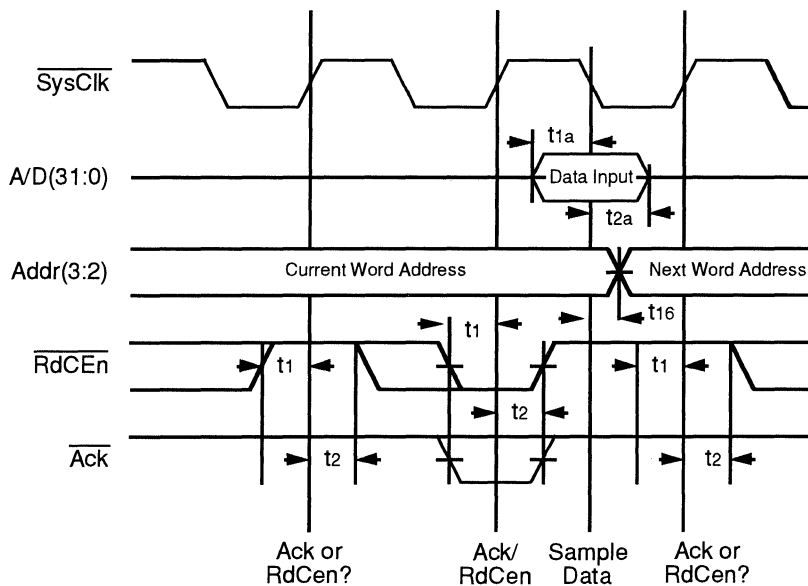 SysClk
t1a
A/D(31:0)
Data Input
t2a
Addr(3:2)
Current Word Address
Next Word Address
t16
RdCEn
t1
t1
t1
t2
Ack
t2
t2
Ack or
RdCen?
Ack/
RdCen
Sample
Data
Ack or
RdCen?